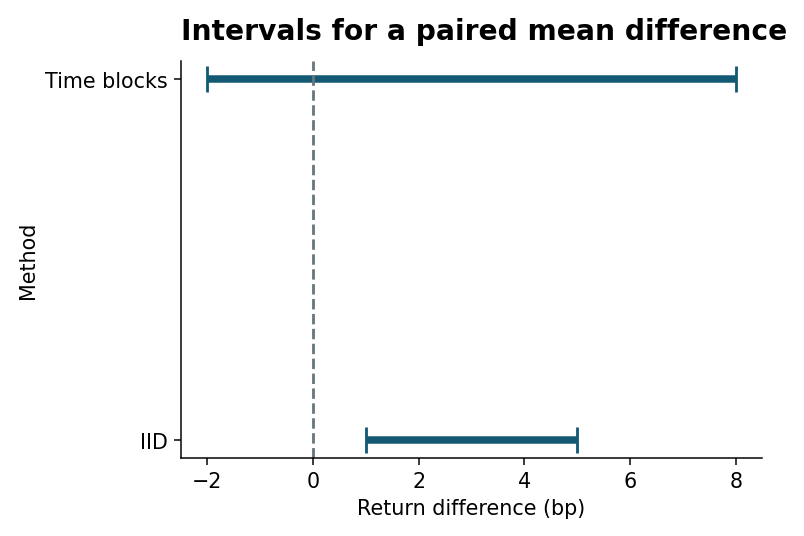 Intervals for a paired mean difference
Time blocks
Method
IID
−2 0 2 4 6 8
Return difference (bp)